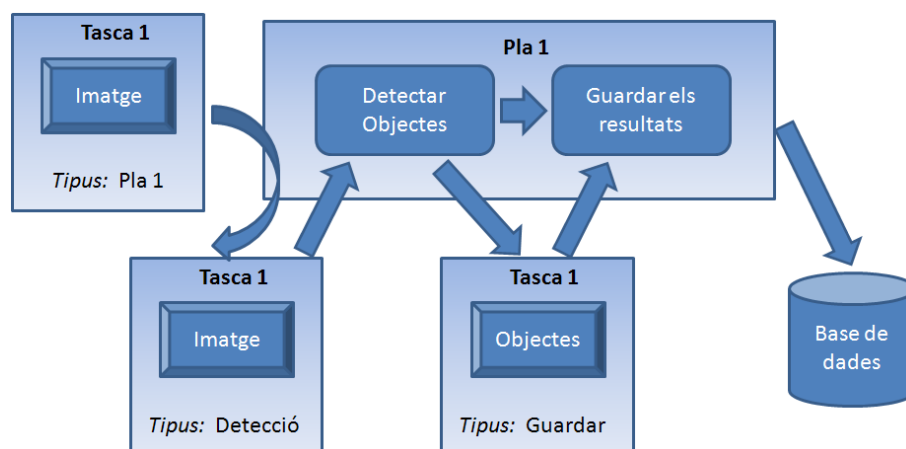 Tasca 1
Imatge
Tipus: Pla 1
Pla 1
Detectar
Objectes
Guardar els
resultats
Tasca 1
Imatge
Tipus: Detecció
Tasca 1
Objectes
Tipus: Guardar
Base de
dades